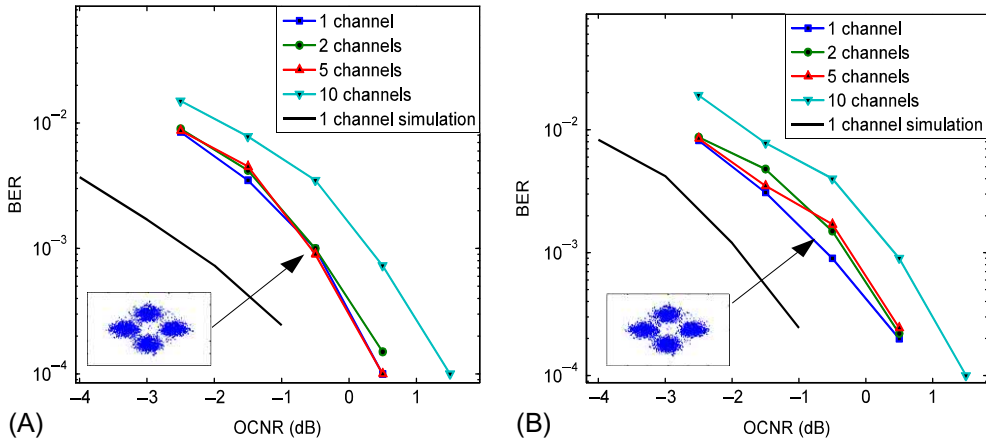 1 channel
2 channels
5 channels
10 channels
1 channel simulation
10⁻²
10⁻³
10⁻⁴
BER
–4
–3
–2
–1
0
1
OCNR (dB)
(A)
1 channel
2 channels
5 channels
10 channels
1 channel simulation
10⁻²
10⁻³
10⁻⁴
BER
–4
–3
–2
–1
0
1
OCNR (dB)
(B)